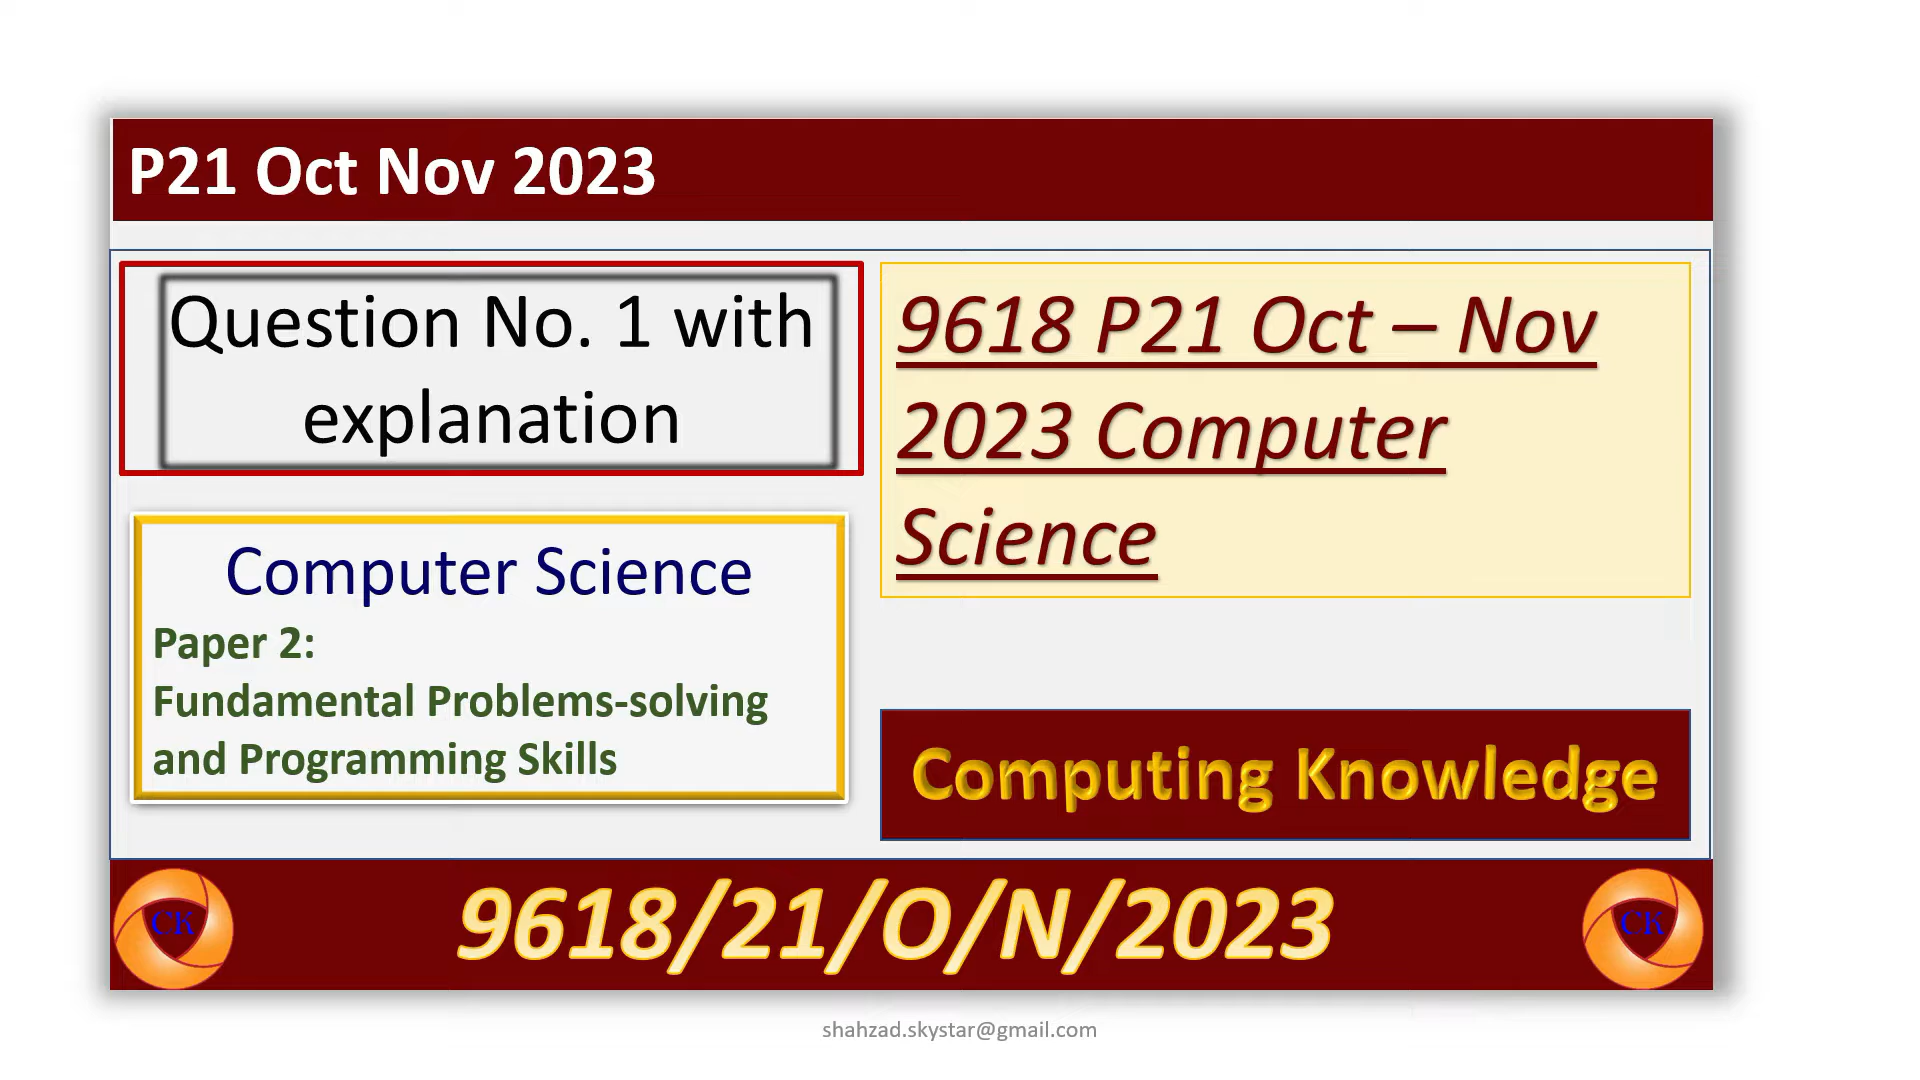 P21 Oct Nov 2023
Question No. 1 with
explanation
9618 P21 Oct – Nov
2023 Computer
Science
Computer Science
Paper 2:
Fundamental Problems-solving
and Programming Skills
Computing Knowledge
CK
9618/21/O/N/2023
CK
shahzad.skystar@gmail.com